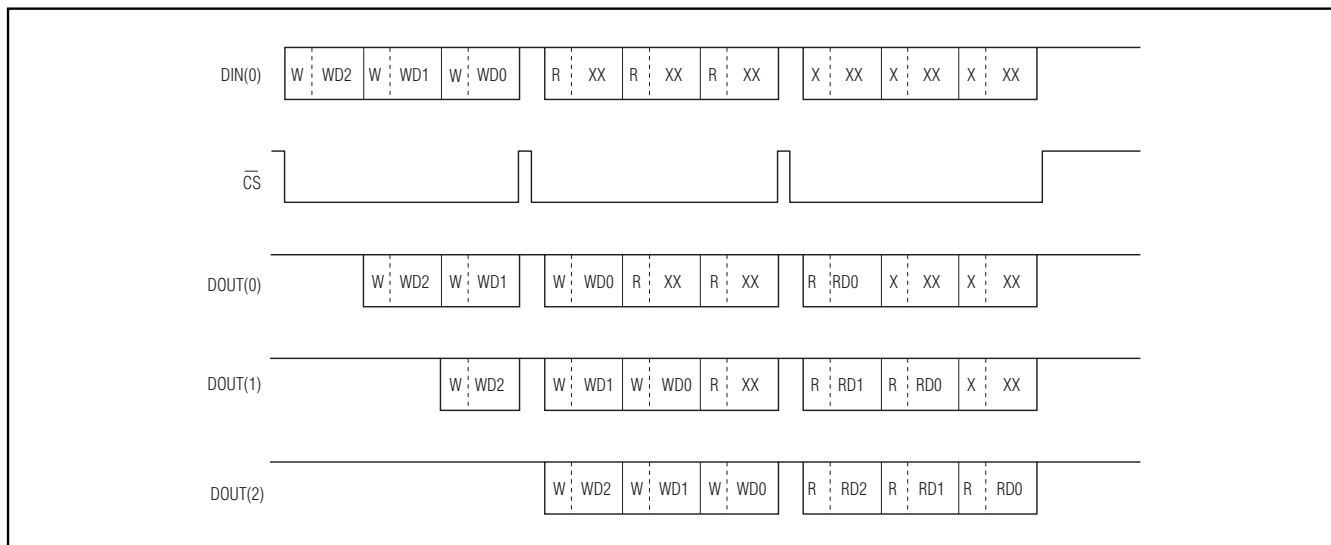 DIN(0) W WD2 W WD1 W WD0 R XX R XX R XX X XX X XX X XX
CS
DOUT(0) W WD2 W WD1 W WD0 R XX R XX R RD0 X XX X XX
DOUT(1) W WD2 W WD1 W WD0 R XX R RD1 R RD0 X XX
DOUT(2) W WD2 W WD1 W WD0 R RD2 R RD1 R RD0